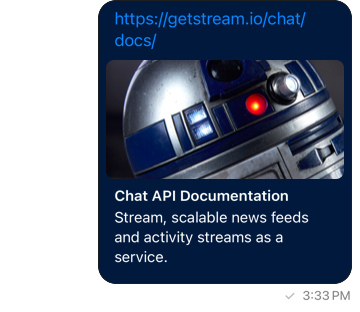 https://getstream.io/chat/
docs/
Chat API Documentation
Stream, scalable news feeds
and activity streams as a
service.
3:33 PM